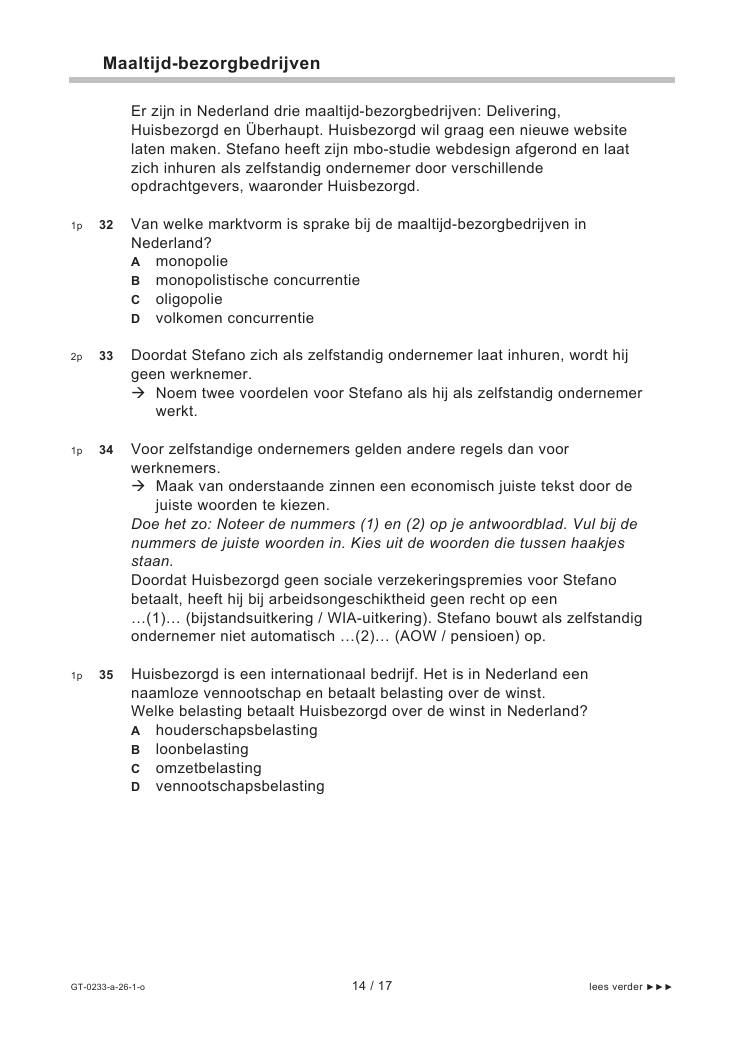 Maaltijd-bezorgbedrijven
Er zijn in Nederland drie maaltijd-bezorgbedrijven: Delivering,
Huisbezorgd en Überhaupt. Huisbezorgd wil graag een nieuwe website
laten maken. Stefano heeft zijn mbo-studie webdesign afgerond en laat
zich inhuren als zelfstandig ondernemer door verschillende
opdrachtgevers, waaronder Huisbezorgd.
1p 32 Van welke marktvorm is sprake bij de maaltijd-bezorgbedrijven in
Nederland?
A monopolie
B monopolistische concurrentie
C oligopolie
D volkomen concurrentie
2p 33 Doordat Stefano zich als zelfstandig ondernemer laat inhuren, wordt hij
geen werknemer.
→ Noem twee voordelen voor Stefano als hij als zelfstandig ondernemer
werkt.
1p 34 Voor zelfstandige ondernemers gelden andere regels dan voor
werknemers.
→ Maak van onderstaande zinnen een economisch juiste tekst door de
juiste woorden te kiezen.
Doe het zo: Noteer de nummers (1) en (2) op je antwoordblad. Vul bij de
nummers de juiste woorden in. Kies uit de woorden die tussen haakjes
staan.
Doordat Huisbezorgd geen sociale verzekeringspremies voor Stefano
betaalt, heeft hij bij arbeidsongeschiktheid geen recht op een
…(1)… (bijstandsuitkering / WIA-uitkering). Stefano bouwt als zelfstandig
ondernemer niet automatisch …(2)… (AOW / pensioen) op.
1p 35 Huisbezorgd is een internationaal bedrijf. Het is in Nederland een
naamloze vennootschap en betaalt belasting over de winst.
Welke belasting betaalt Huisbezorgd over de winst in Nederland?
A houderschapsbelasting
B loonbelasting
C omzetbelasting
D vennootschapsbelasting
GT-0233-a-26-1-o 14 / 17 lees verder ►►►